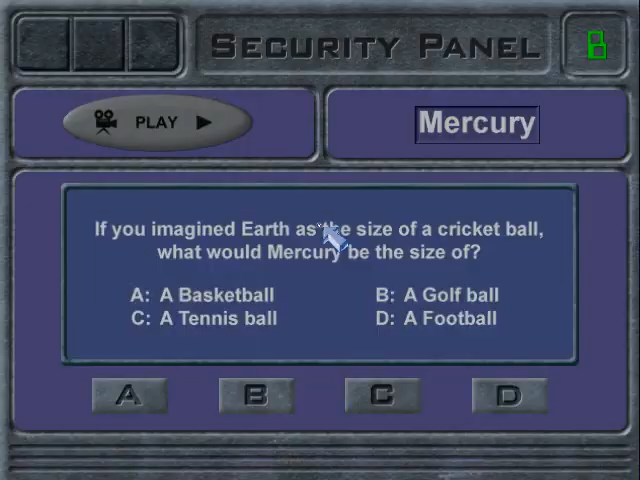 Security Panel
8
PLAY
Mercury
If you imagined Earth as the size of a cricket ball,
what would Mercury be the size of?
A: A Basketball B: A Golf ball
C: A Tennis ball D: A Football
A B C D